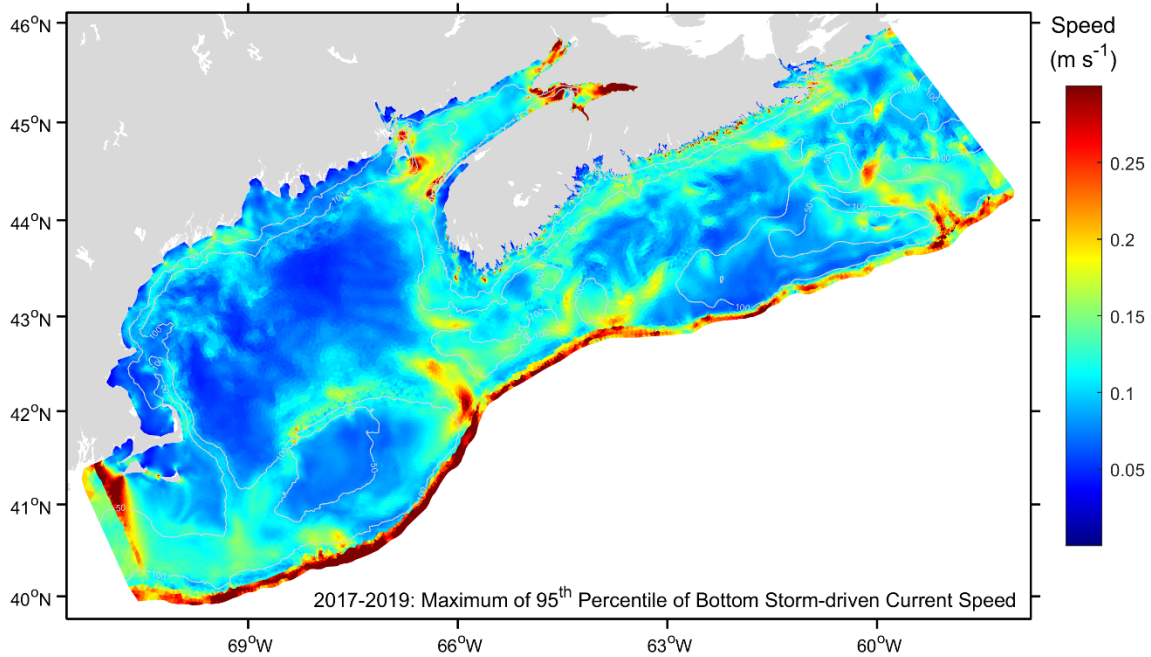 46°N
45°N
44°N
43°N
42°N
41°N
40°N
69°W
66°W
63°W
60°W
2017-2019: Maximum of 95th Percentile of Bottom Storm-driven Current Speed
Speed
(m s-1)
0.25
0.2
0.15
0.1
0.05